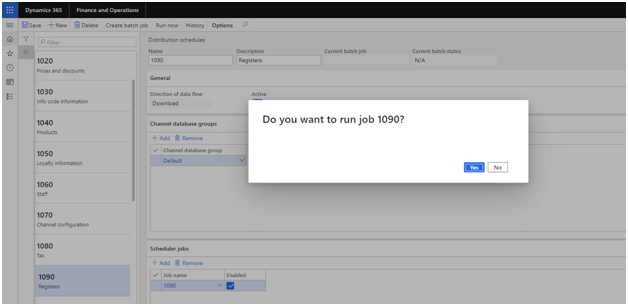 Dynamics 365
Finance and Operations
Save
New
Delete
Create batch job
Run now
History
Options
Filter
1020
Prices and discounts
1030
Info code information
1040
Products
1050
Loyalty information
1060
Staff
1070
Channel configuration
1080
Tax
1090
Registers
Distribution schedules
Name
Description
Current batch job
Current batch status
1090
Registers
N/A
General
Direction of data flow
Active
Download
Channel database groups
Add
Remove
Channel database group
Default
Do you want to run job 1090?
Yes
No
Scheduler jobs
Add
Remove
Job name
Enabled
1090